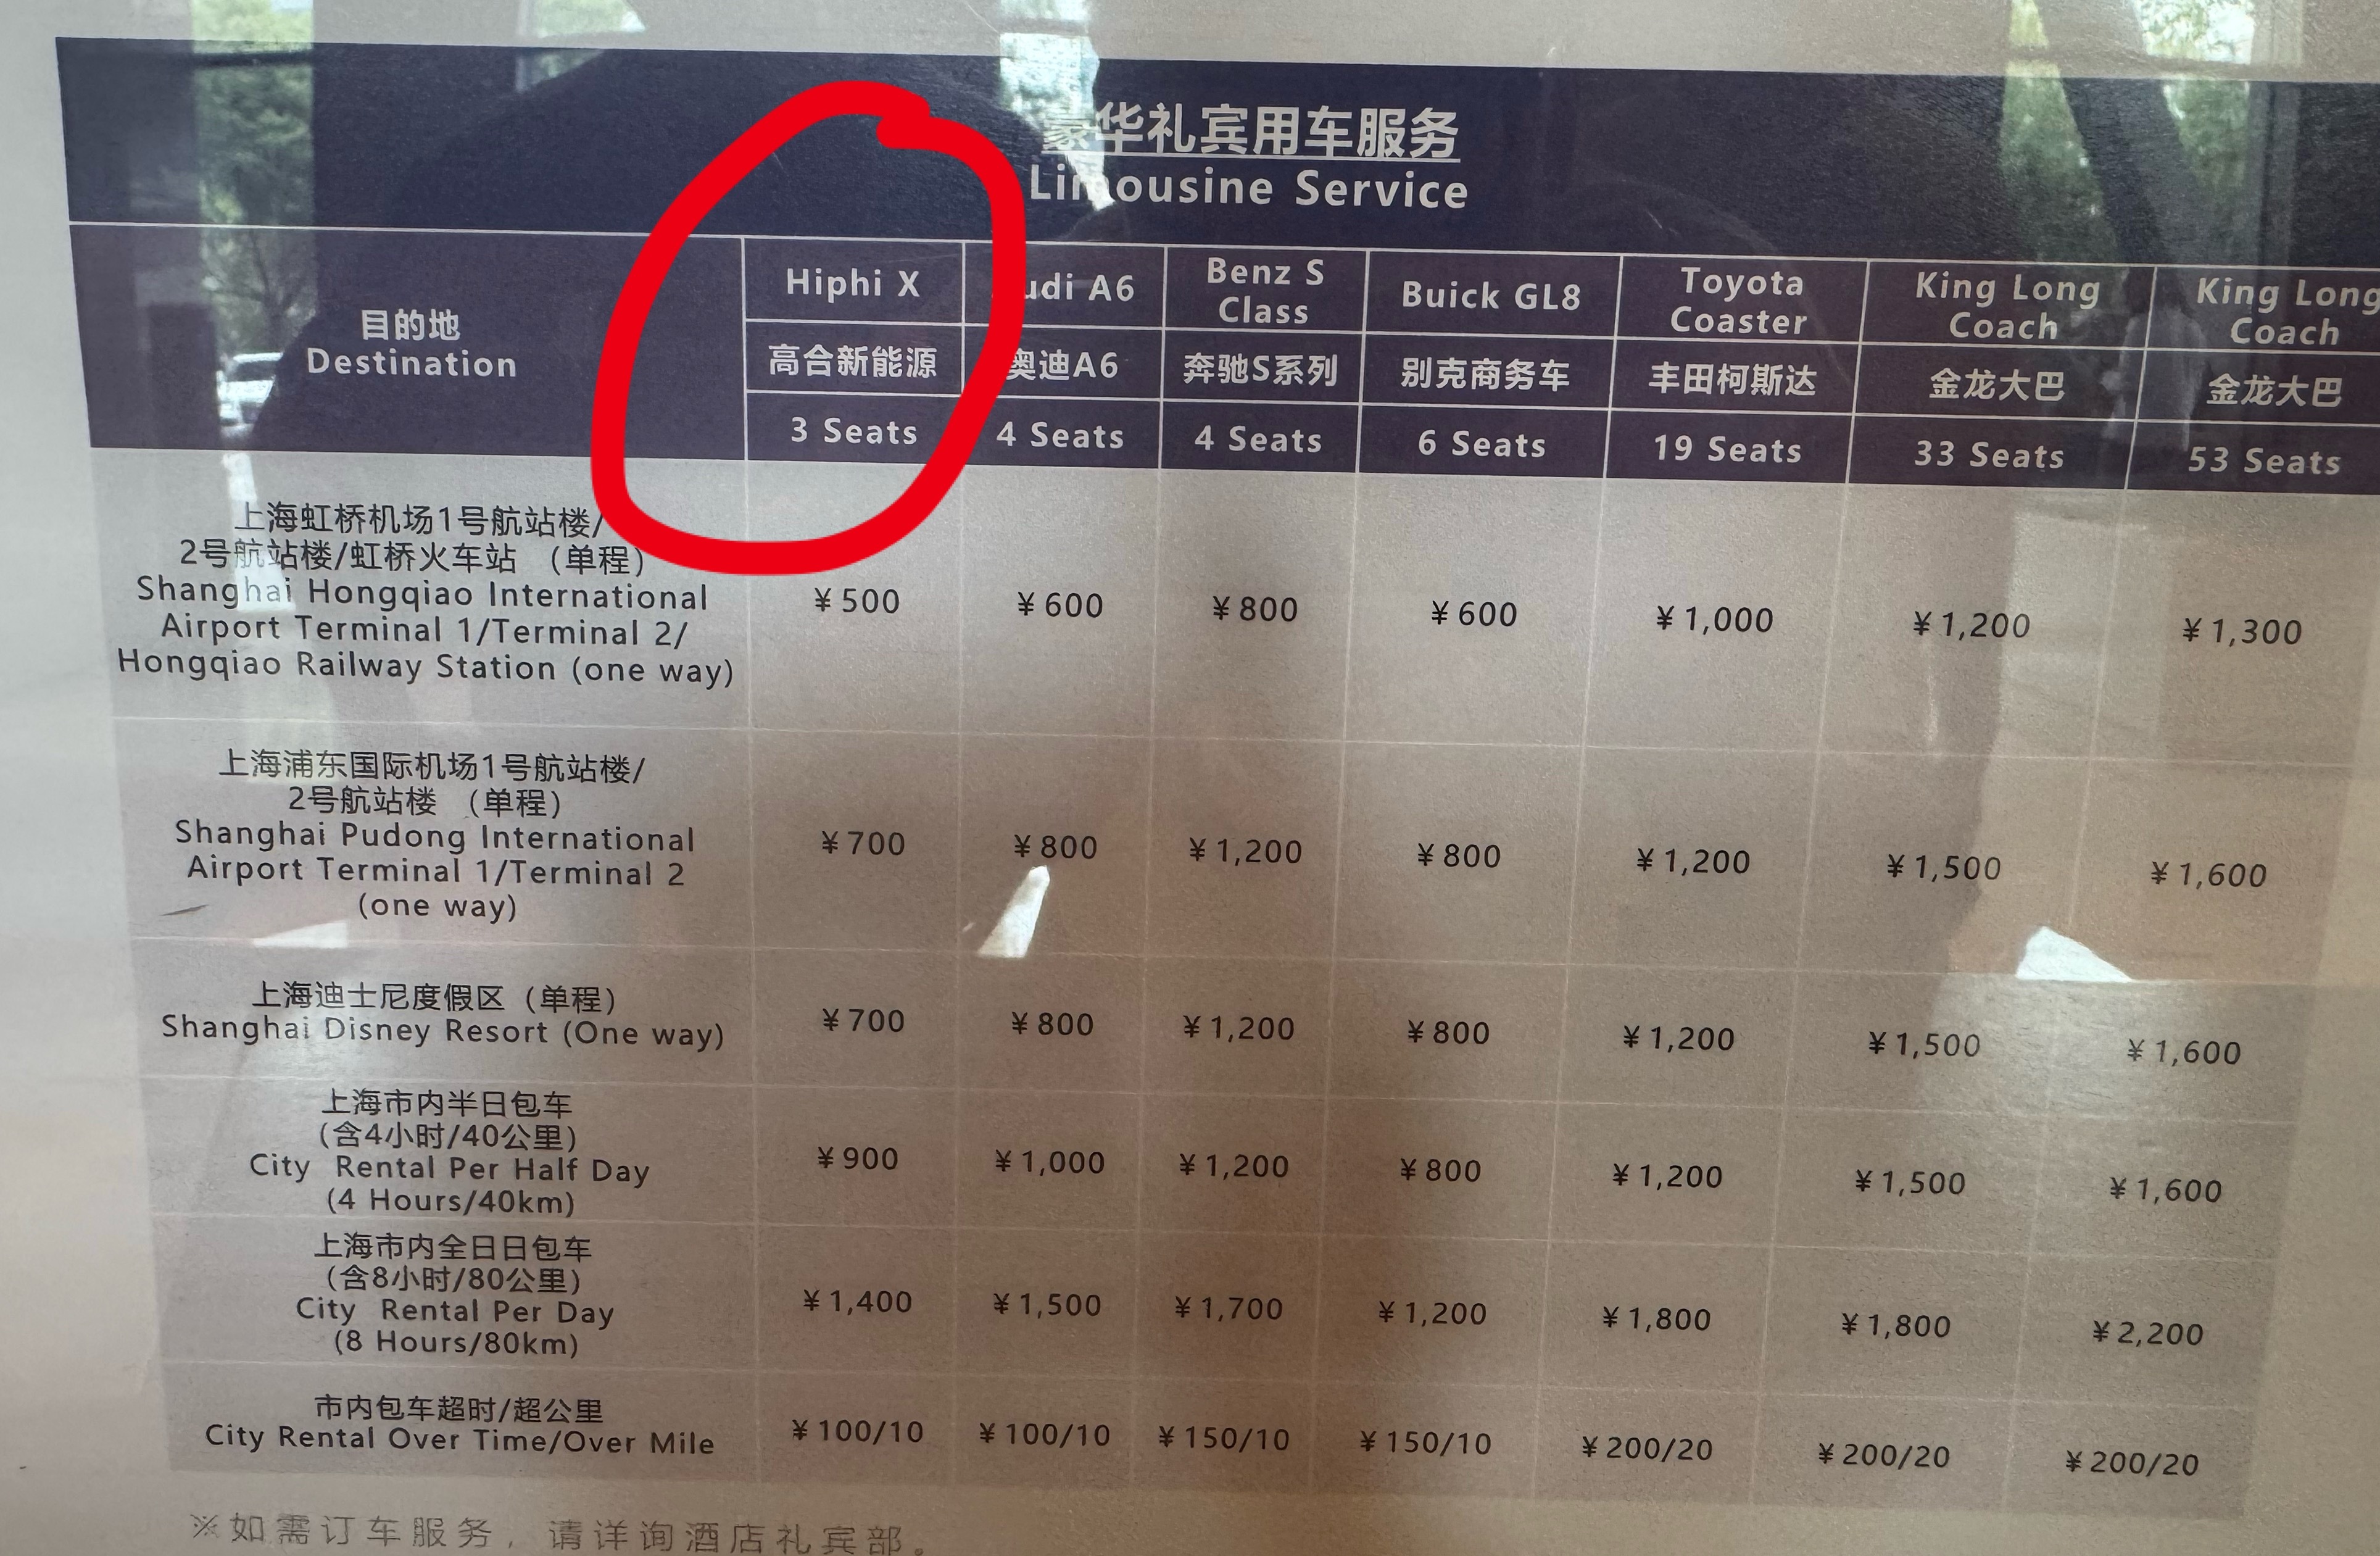 豪华礼宾用车服务
Limousine Service
目的地
Destination
Hiphi X
高合新能源
3 Seats
Audi A6
奥迪A6
4 Seats
Benz S
Class
奔驰S系列
4 Seats
Buick GL8
别克商务车
6 Seats
Toyota
Coaster
丰田柯斯达
19 Seats
King Long
Coach
金龙大巴
33 Seats
King Long
Coach
金龙大巴
53 Seats
上海虹桥机场1号航站楼/
2号航站楼/虹桥火车站 （单程）
Shanghai Hongqiao International
Airport Terminal 1/Terminal 2/
Hongqiao Railway Station (one way)
¥500 ¥600 ¥800 ¥600 ¥1,000 ¥1,200 ¥1,300
上海浦东国际机场1号航站楼/
2号航站楼 （单程）
Shanghai Pudong International
Airport Terminal 1/Terminal 2
(one way)
¥700 ¥800 ¥1,200 ¥800 ¥1,200 ¥1,500 ¥1,600
上海迪士尼度假区（单程）
Shanghai Disney Resort (One way)
¥700 ¥800 ¥1,200 ¥800 ¥1,200 ¥1,500 ¥1,600
上海市内半日包车
(含4小时/40公里)
City Rental Per Half Day
(4 Hours/40km)
¥900 ¥1,000 ¥1,200 ¥800 ¥1,200 ¥1,500 ¥1,600
上海市内全日日包车
(含8小时/80公里)
City Rental Per Day
(8 Hours/80km)
¥1,400 ¥1,500 ¥1,700 ¥1,200 ¥1,800 ¥1,800 ¥2,200
市内包车超时/超公里
City Rental Over Time/Over Mile
¥100/10 ¥100/10 ¥150/10 ¥150/10 ¥200/20 ¥200/20 ¥200/20
※如需订车服务，请详询酒店礼宾部。